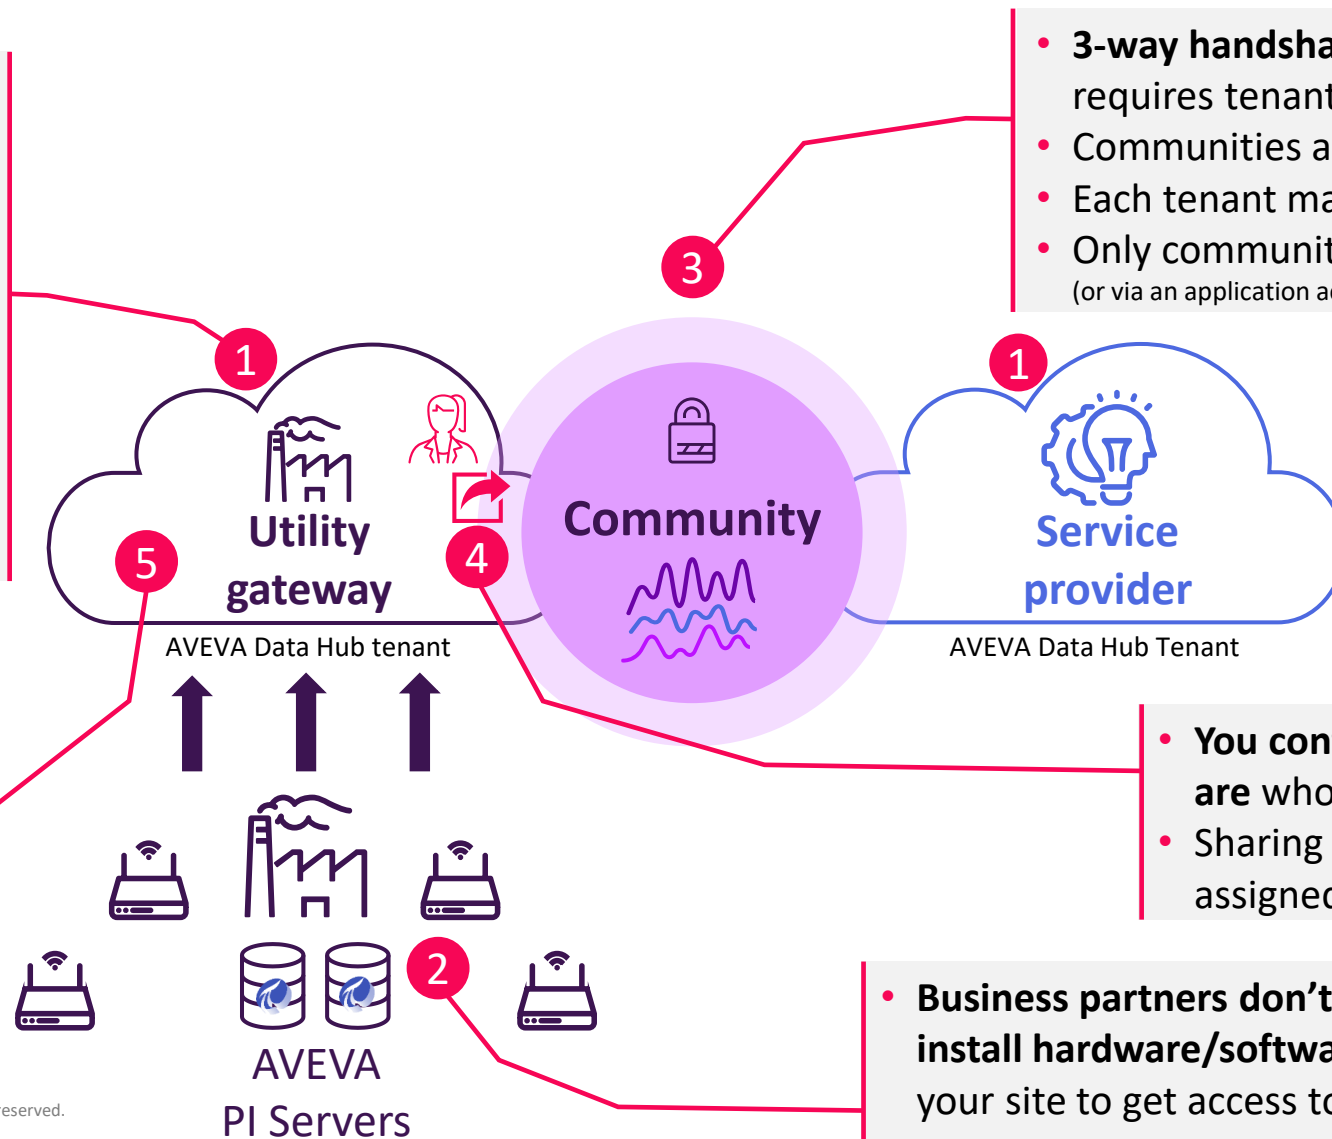 • 3-way handsha
requires tenant
• Communities a
• Each tenant ma
• Only communit
(or via an application a
3
1
1
Utility
gateway
5
4
Community
Service
provider
AVEVA Data Hub tenant
AVEVA Data Hub Tenant
• You con
are who
• Sharing
assigned
2
• Business partners don’t
install hardware/softwa
your site to get access to
AVEVA
PI Servers
eserved.